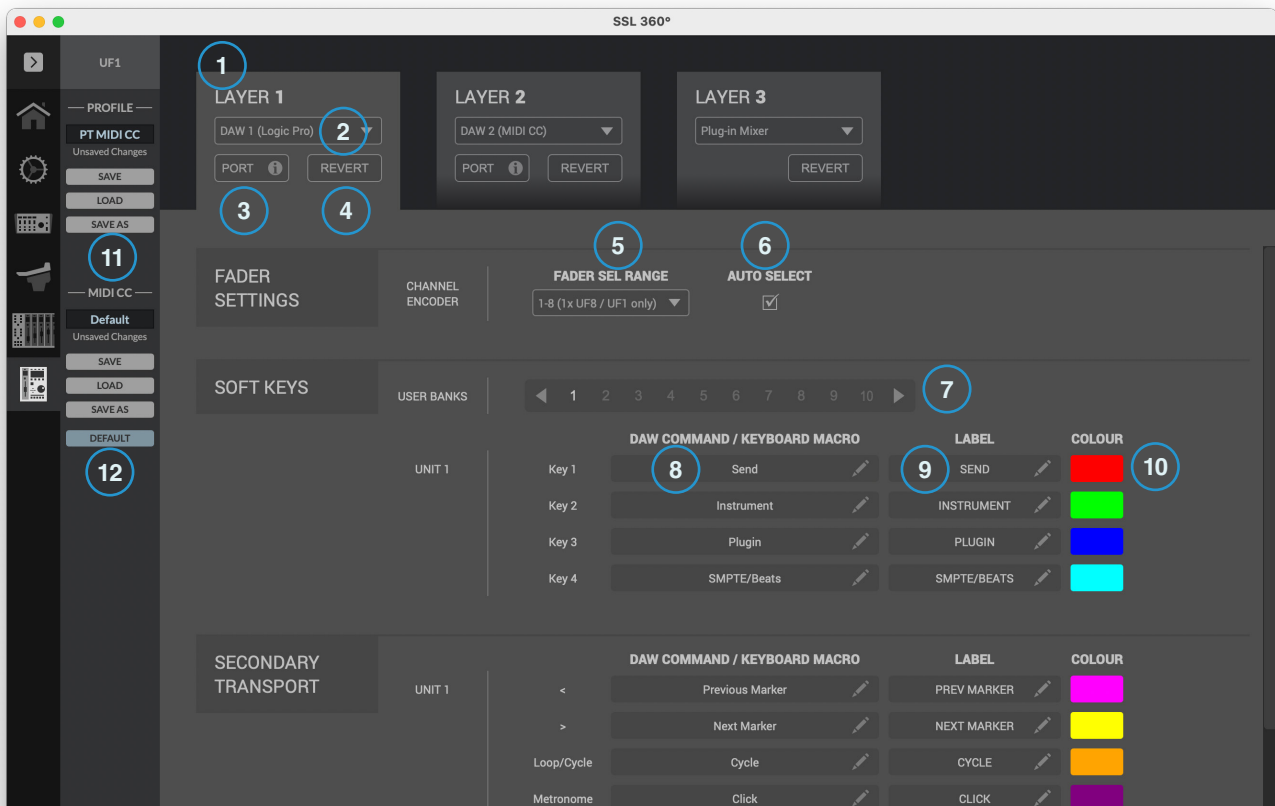 SSL 360°
UF1
PROFILE
PT MIDI CC
Unsaved Changes
SAVE
LOAD
SAVE AS
11
MIDI CC
Default
Unsaved Changes
SAVE
LOAD
SAVE AS
DEFAULT
12
1
LAYER 1
DAW 1 (Logic Pro)
2
PORT
REVERT
3
4
LAYER 2
DAW 2 (MIDI CC)
PORT
REVERT
LAYER 3
Plug-in Mixer
REVERT
FADER
SETTINGS
CHANNEL
ENCODER
5
FADER SEL RANGE
1-8 (1x UF8 / UF1 only)
6
AUTO SELECT
SOFT KEYS
USER BANKS
1 2 3 4 5 6 7 8 9 10
7
DAW COMMAND / KEYBOARD MACRO LABEL COLOUR
UNIT 1 Key 1 8 Send 9 SEND 10
Key 2 Instrument INSTRUMENT
Key 3 Plugin PLUGIN
Key 4 SMPTE/Beats SMPTE/BEATS
SECONDARY
TRANSPORT
DAW COMMAND / KEYBOARD MACRO LABEL COLOUR
UNIT 1 < Previous Marker PREV MARKER
> Next Marker NEXT MARKER
Loop/Cycle Cycle CYCLE
Metronome Click CLICK